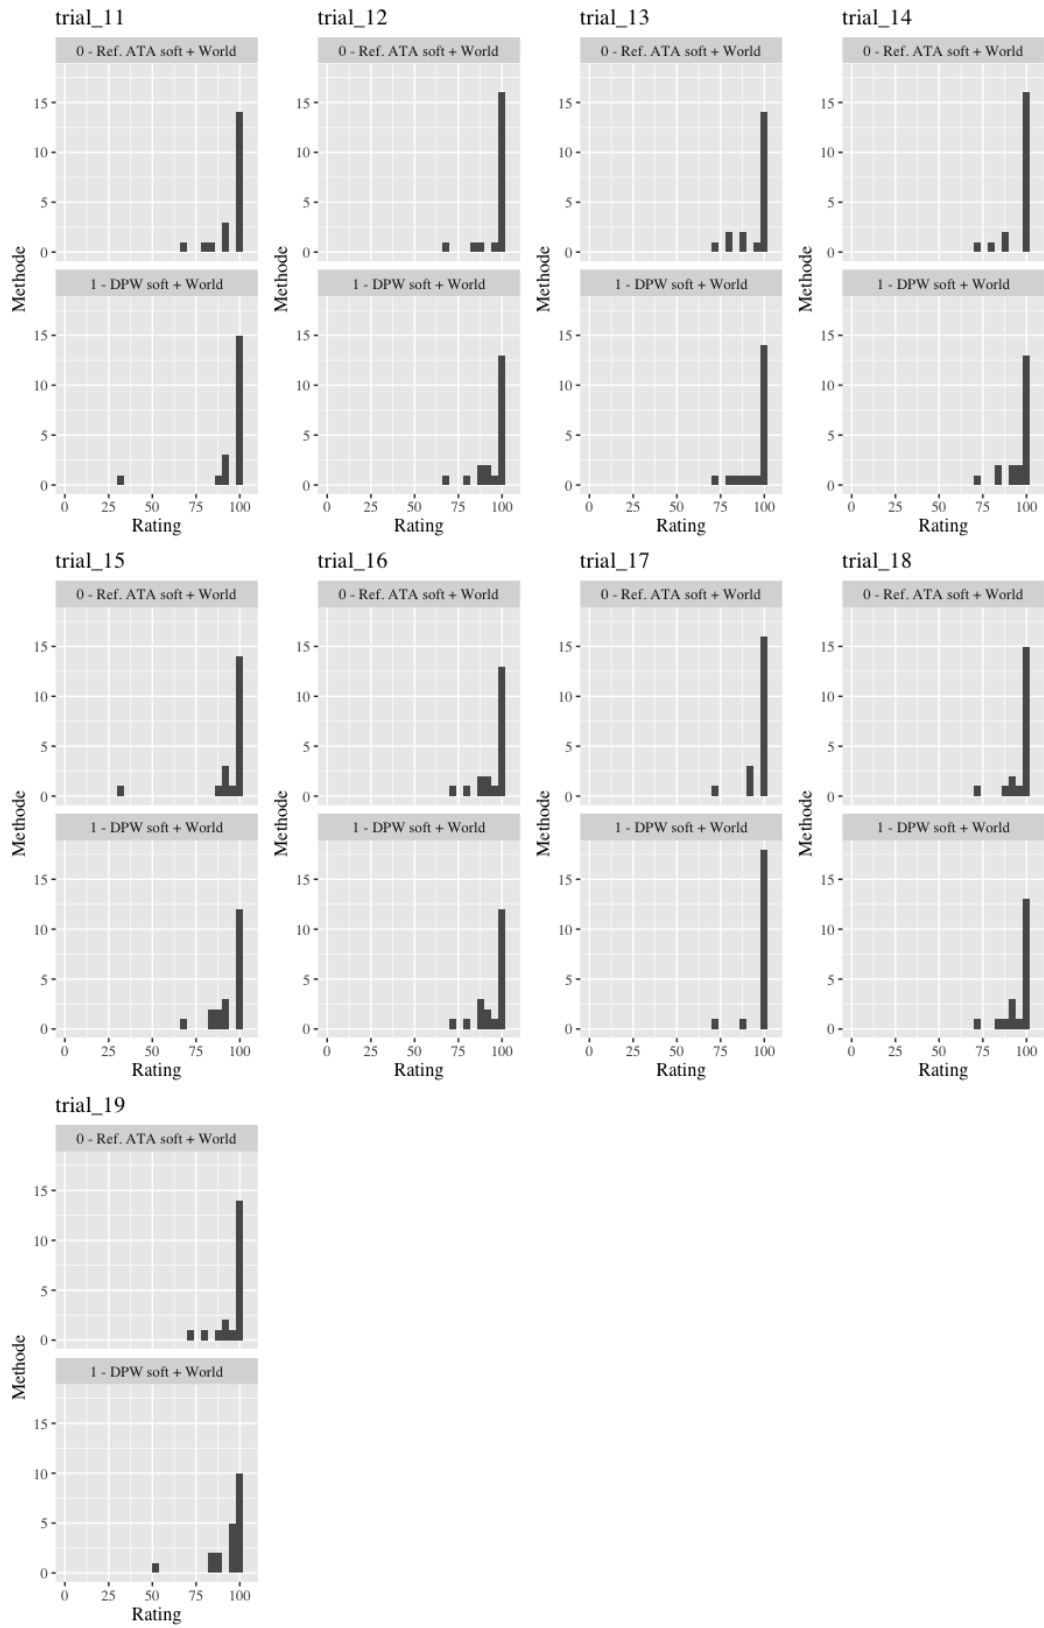 trial_11
trial_12
trial_13
trial_14
0 - Ref. ATA soft + World
0 - Ref. ATA soft + World
0 - Ref. ATA soft + World
0 - Ref. ATA soft + World
15
10
5
0
15
10
5
0
15
10
5
0
15
10
5
0
Methode
Methode
Methode
Methode
1 - DPW soft + World
1 - DPW soft + World
1 - DPW soft + World
1 - DPW soft + World
15
10
5
0
15
10
5
0
15
10
5
0
15
10
5
0
0 25 50 75 100
0 25 50 75 100
0 25 50 75 100
0 25 50 75 100
Rating
Rating
Rating
Rating
trial_15
trial_16
trial_17
trial_18
0 - Ref. ATA soft + World
0 - Ref. ATA soft + World
0 - Ref. ATA soft + World
0 - Ref. ATA soft + World
15
10
5
0
15
10
5
0
15
10
5
0
15
10
5
0
Methode
Methode
Methode
Methode
1 - DPW soft + World
1 - DPW soft + World
1 - DPW soft + World
1 - DPW soft + World
15
10
5
0
15
10
5
0
15
10
5
0
15
10
5
0
0 25 50 75 100
0 25 50 75 100
0 25 50 75 100
0 25 50 75 100
Rating
Rating
Rating
Rating
trial_19
0 - Ref. ATA soft + World
15
10
5
0
Methode
1 - DPW soft + World
15
10
5
0
0 25 50 75 100
Rating